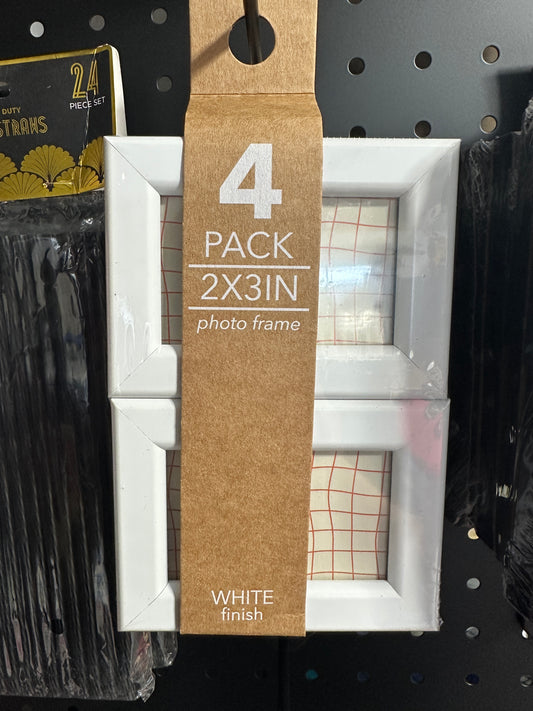 24
PIECE SET
DUTY
STRAWS
4
PACK
2X3IN
photo frame
WHITE
finish